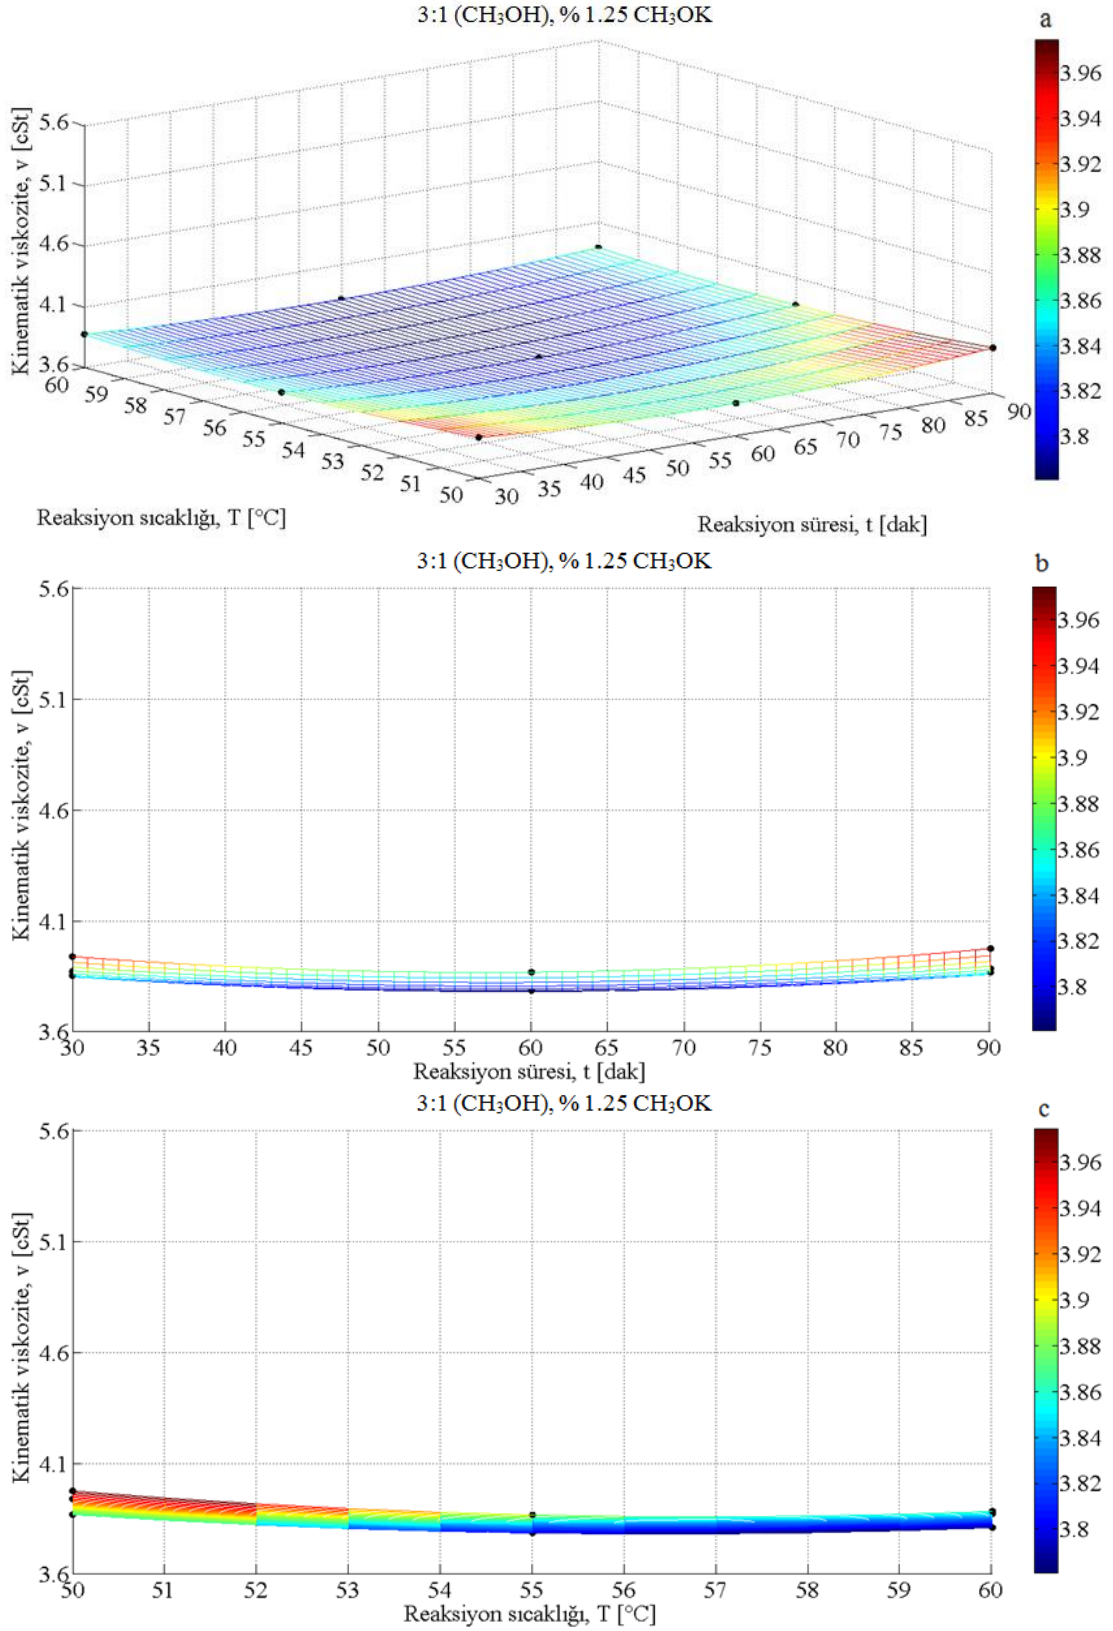 3:1 (CH₃OH), % 1.25 CH₃OK
a
Kinematik viskozite, ν [cSt]
5.6
5.1
4.6
4.1
3.6
60 59 58 57 56 55 54 53 52 51 50
30 35 40 45 50 55 60 65 70 75 80 85 90
Reaksiyon sıcaklığı, T [°C]
Reaksiyon süresi, t [dak]
3.96
3.94
3.92
3.9
3.88
3.86
3.84
3.82
3.8
3:1 (CH₃OH), % 1.25 CH₃OK
b
Kinematik viskozite, ν [cSt]
5.6
5.1
4.6
4.1
3.6
30 35 40 45 50 55 60 65 70 75 80 85 90
Reaksiyon süresi, t [dak]
3.96
3.94
3.92
3.9
3.88
3.86
3.84
3.82
3.8
3:1 (CH₃OH), % 1.25 CH₃OK
c
Kinematik viskozite, ν [cSt]
5.6
5.1
4.6
4.1
3.6
50 51 52 53 54 55 56 57 58 59 60
Reaksiyon sıcaklığı, T [°C]
3.96
3.94
3.92
3.9
3.88
3.86
3.84
3.82
3.8